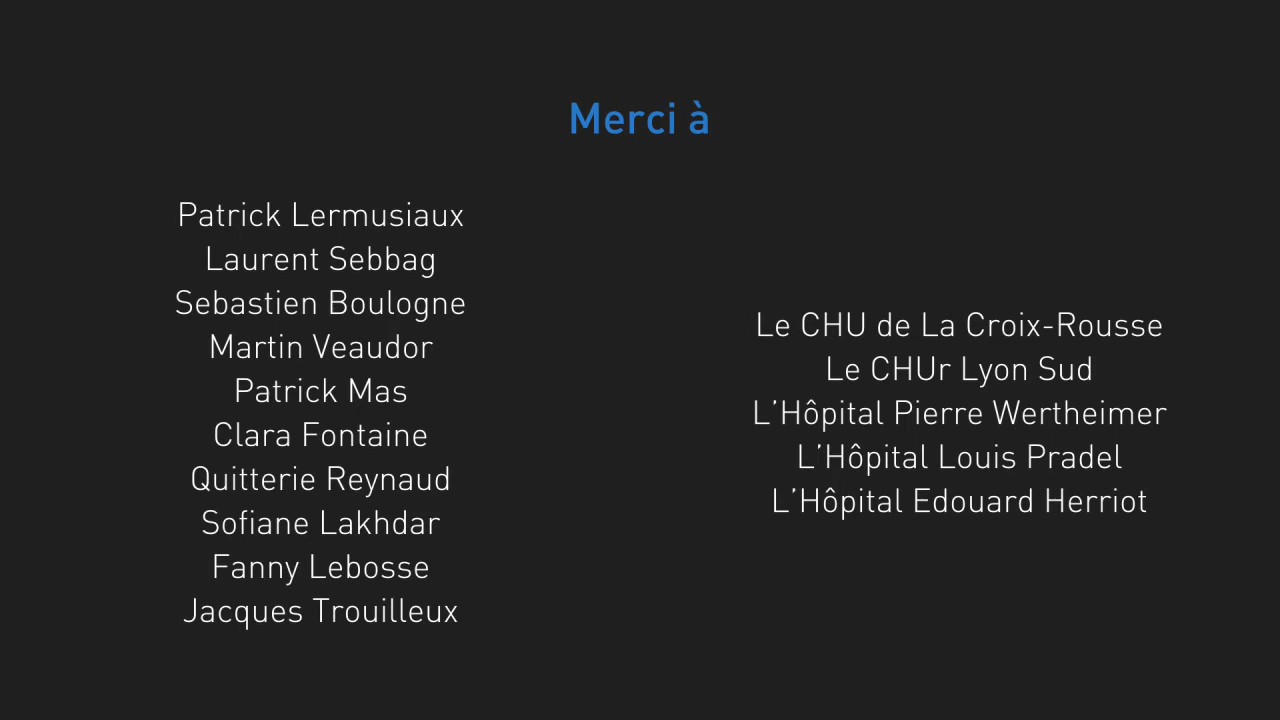 Merci à
Patrick Lermusiaux
Laurent Sebbag
Sebastien Boulogne
Martin Veaudor
Patrick Mas
Clara Fontaine
Quitterie Reynaud
Sofiane Lakhdar
Fanny Lebosse
Jacques Trouilleux
Le CHU de La Croix-Rousse
Le CHUr Lyon Sud
L’Hôpital Pierre Wertheimer
L’Hôpital Louis Pradel
L’Hôpital Edouard Herriot